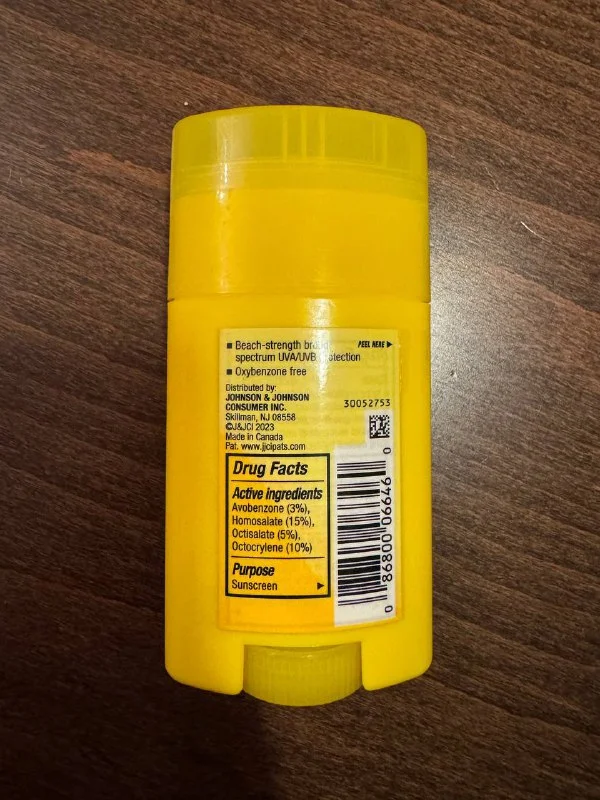 ■ Beach-strength broad
PEEL HERE ▶
spectrum UVA/UVB protection
■ Oxybenzone free
Distributed by:
JOHNSON & JOHNSON
CONSUMER INC.
Skillman, NJ 08558
©J&JCI 2023
Made in Canada
Pat. www.jjcipats.com
30052753
Drug Facts
Active ingredients
Avobenzone (3%),
Homosalate (15%),
Octisalate (5%),
Octocrylene (10%)
Purpose
Sunscreen ▶
0 86800 06646 0